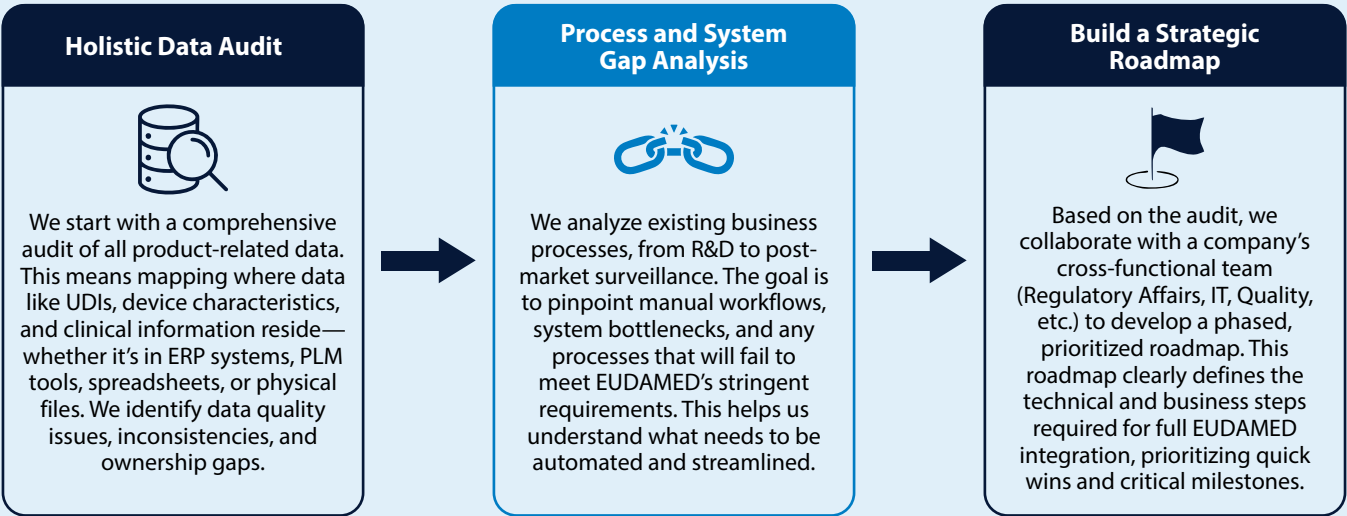 Holistic Data Audit
We start with a comprehensive
audit of all product-related data.
This means mapping where data
like UDIs, device characteristics,
and clinical information reside—
whether it's in ERP systems, PLM
tools, spreadsheets, or physical
files. We identify data quality
issues, inconsistencies, and
ownership gaps.
Process and System
Gap Analysis
We analyze existing business
processes, from R&D to post-
market surveillance. The goal is
to pinpoint manual workflows,
system bottlenecks, and any
processes that will fail to
meet EUDAMED's stringent
requirements. This helps us
understand what needs to be
automated and streamlined.
Build a Strategic
Roadmap
Based on the audit, we
collaborate with a company's
cross-functional team
(Regulatory Affairs, IT, Quality,
etc.) to develop a phased,
prioritized roadmap. This
roadmap clearly defines the
technical and business steps
required for full EUDAMED
integration, prioritizing quick
wins and critical milestones.